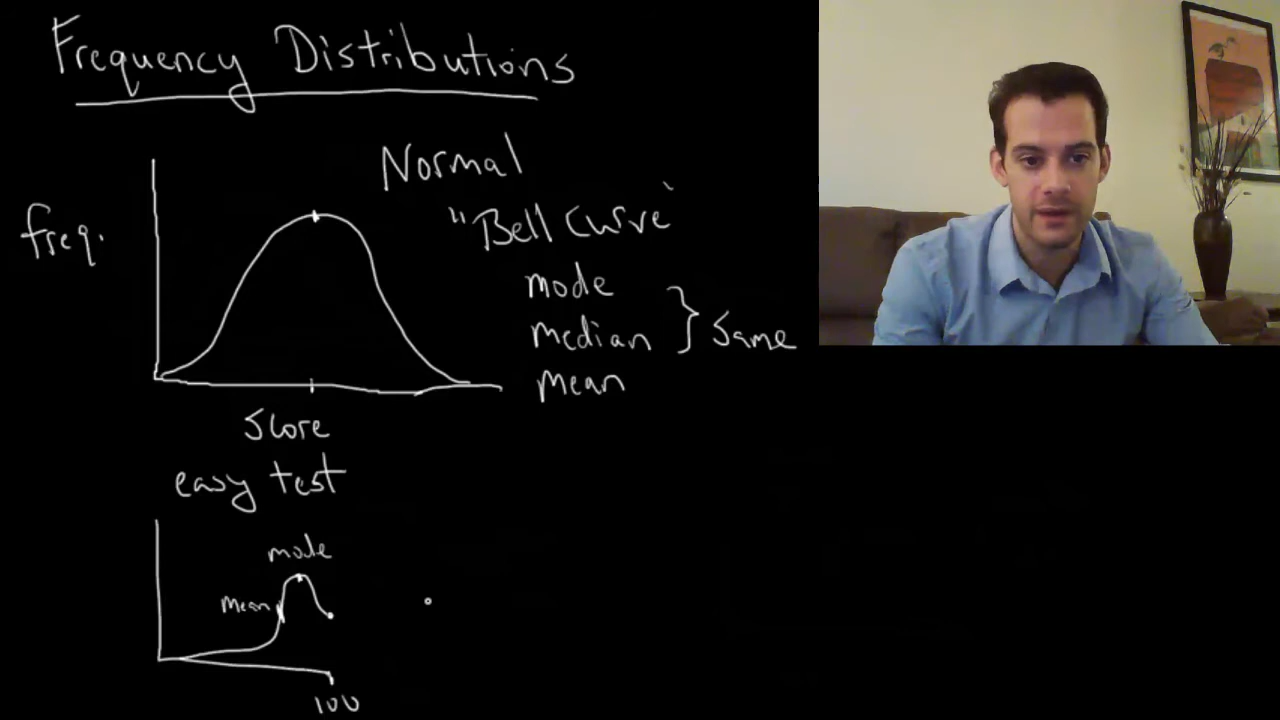 Frequency Distributions
Normal
"Bell Curve"
freq.
mode
median } same
mean
Score
easy test
mode
mean
100